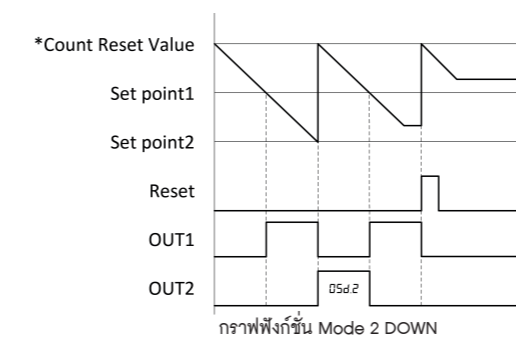 *Count Reset Value
Set point1
Set point2
Reset
OUT1
OUT2
OSd.2
กราฟฟังก์ชั่น Mode 2 DOWN